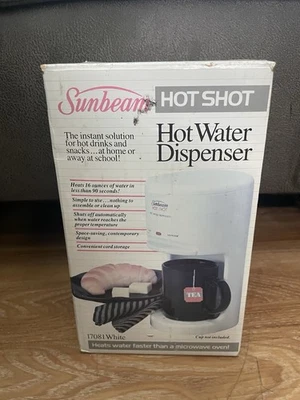 Sunbeam HOT SHOT
The instant solution
for hot drinks and
snacks...at home or
away at school!
Hot Water
Dispenser
Heats 16 ounces of water in
less than 90 seconds!
Simple to use...nothing to
assemble or clean up
Shuts off automatically
when water reaches the
proper temperature
Space-saving, contemporary
design
Convenient cord storage
Sunbeam
TEA
17081 White
Cup not included
Heats water faster than a microwave oven!